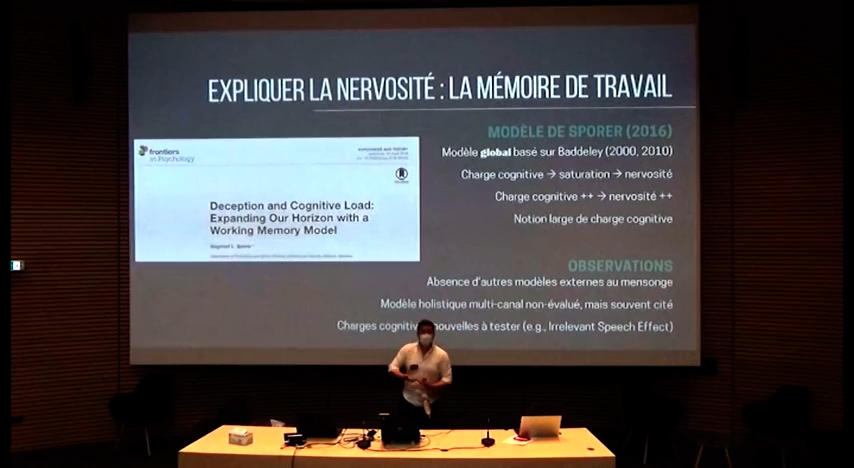 EXPLIQUER LA NERVOSITÉ : LA MÉMOIRE DE TRAVAIL
frontiers
in Psychology
Deception and Cognitive Load:
Expanding Our Horizon with a
Working Memory Model
MODÈLE DE SPORER (2016)
Modèle global basé sur Baddeley (2000, 2010)
Charge cognitive → saturation → nervosité
Charge cognitive ++ → nervosité ++
Notion large de charge cognitive
OBSERVATIONS
Absence d'autres modèles externes au mensonge
Modèle holistique multi-canal non-évalué, mais souvent cité
Charges nouvelles à tester (e.g., Irrelevant Speech Effect)